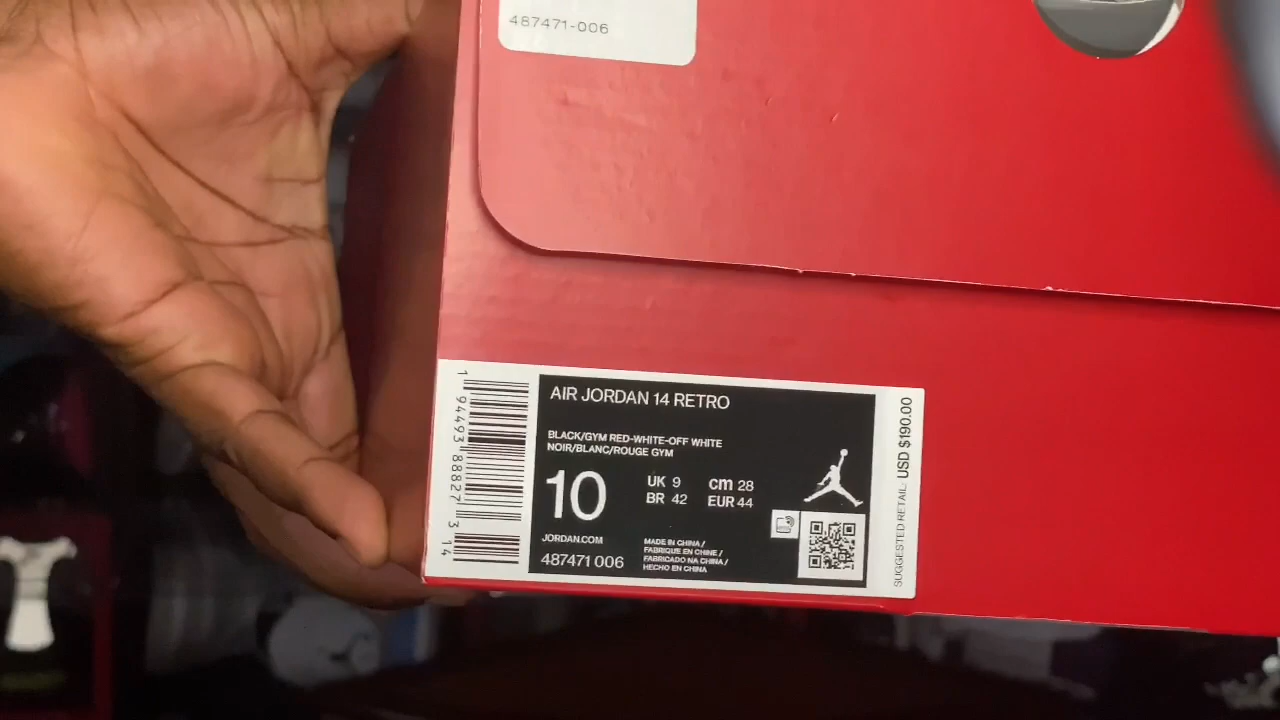 487471-006
AIR JORDAN 14 RETRO
BLACK/GYM RED-WHITE-OFF WHITE
NOIR/BLANC/ROUGE GYM
10
UK 9 cm 28
BR 42 EUR 44
JORDAN.COM
487471 006
MADE IN CHINA /
FABRIQUE EN CHINE /
FABRICADO NA CHINA /
HECHO EN CHINA
1 94493 88827 3 14
SUGGESTED RETAIL: USD $190.00